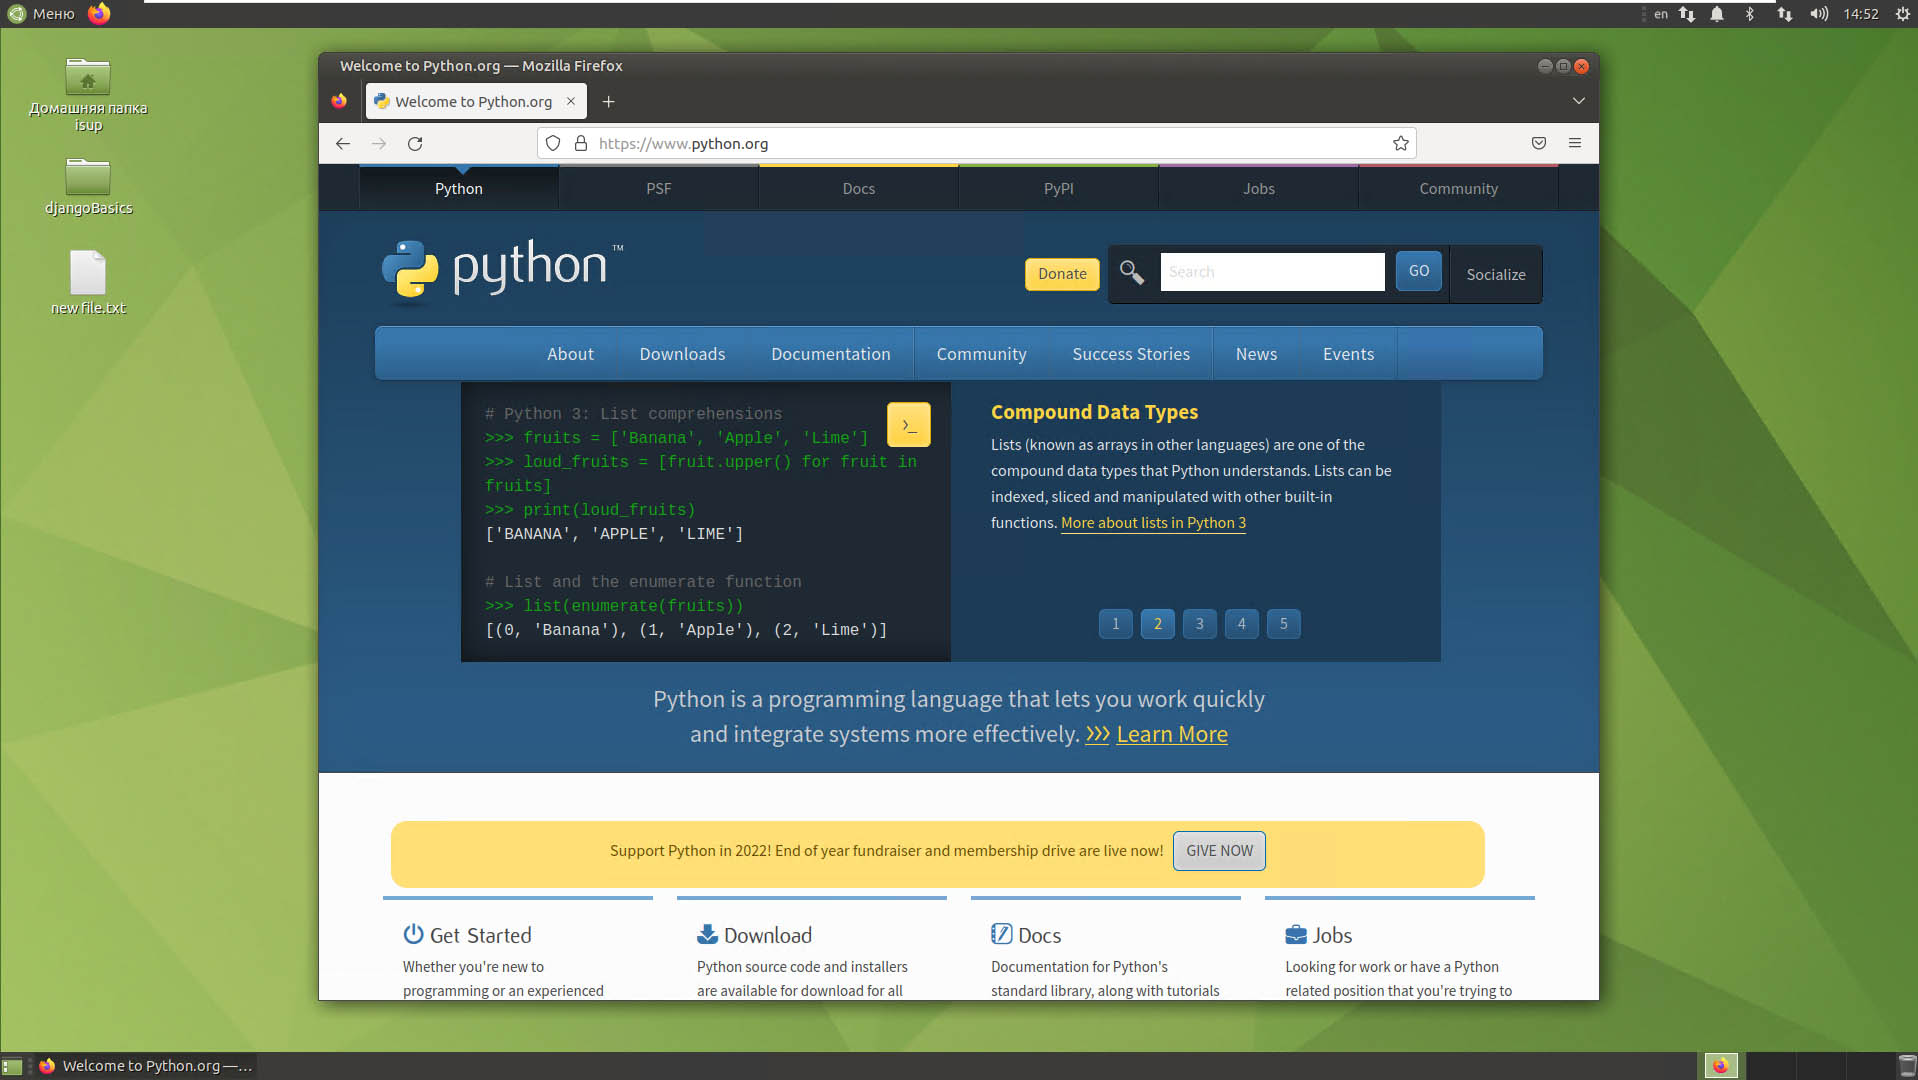 Меню
en
14:52
Домашняя папка
isup
djangoBasics
new file.txt
Welcome to Python.org — Mozilla Firefox
Welcome to Python.org
https://www.python.org
Python
PSF
Docs
PyPI
Jobs
Community
python™
Donate
Search
GO
Socialize
About
Downloads
Documentation
Community
Success Stories
News
Events
# Python 3: List comprehensions
>>> fruits = ['Banana', 'Apple', 'Lime']
>>> loud_fruits = [fruit.upper() for fruit in
fruits]
>>> print(loud_fruits)
['BANANA', 'APPLE', 'LIME']
# List and the enumerate function
>>> list(enumerate(fruits))
[(0, 'Banana'), (1, 'Apple'), (2, 'Lime')]
>_
Compound Data Types
Lists (known as arrays in other languages) are one of the
compound data types that Python understands. Lists can be
indexed, sliced and manipulated with other built-in
functions. More about lists in Python 3
1
2
3
4
5
Python is a programming language that lets you work quickly
and integrate systems more effectively. >>> Learn More
Support Python in 2022! End of year fundraiser and membership drive are live now!
GIVE NOW
Get Started
Whether you're new to
programming or an experienced
Download
Python source code and installers
are available for download for all
Docs
Documentation for Python's
standard library, along with tutorials
Jobs
Looking for work or have a Python
related position that you're trying to
Welcome to Python.org —…